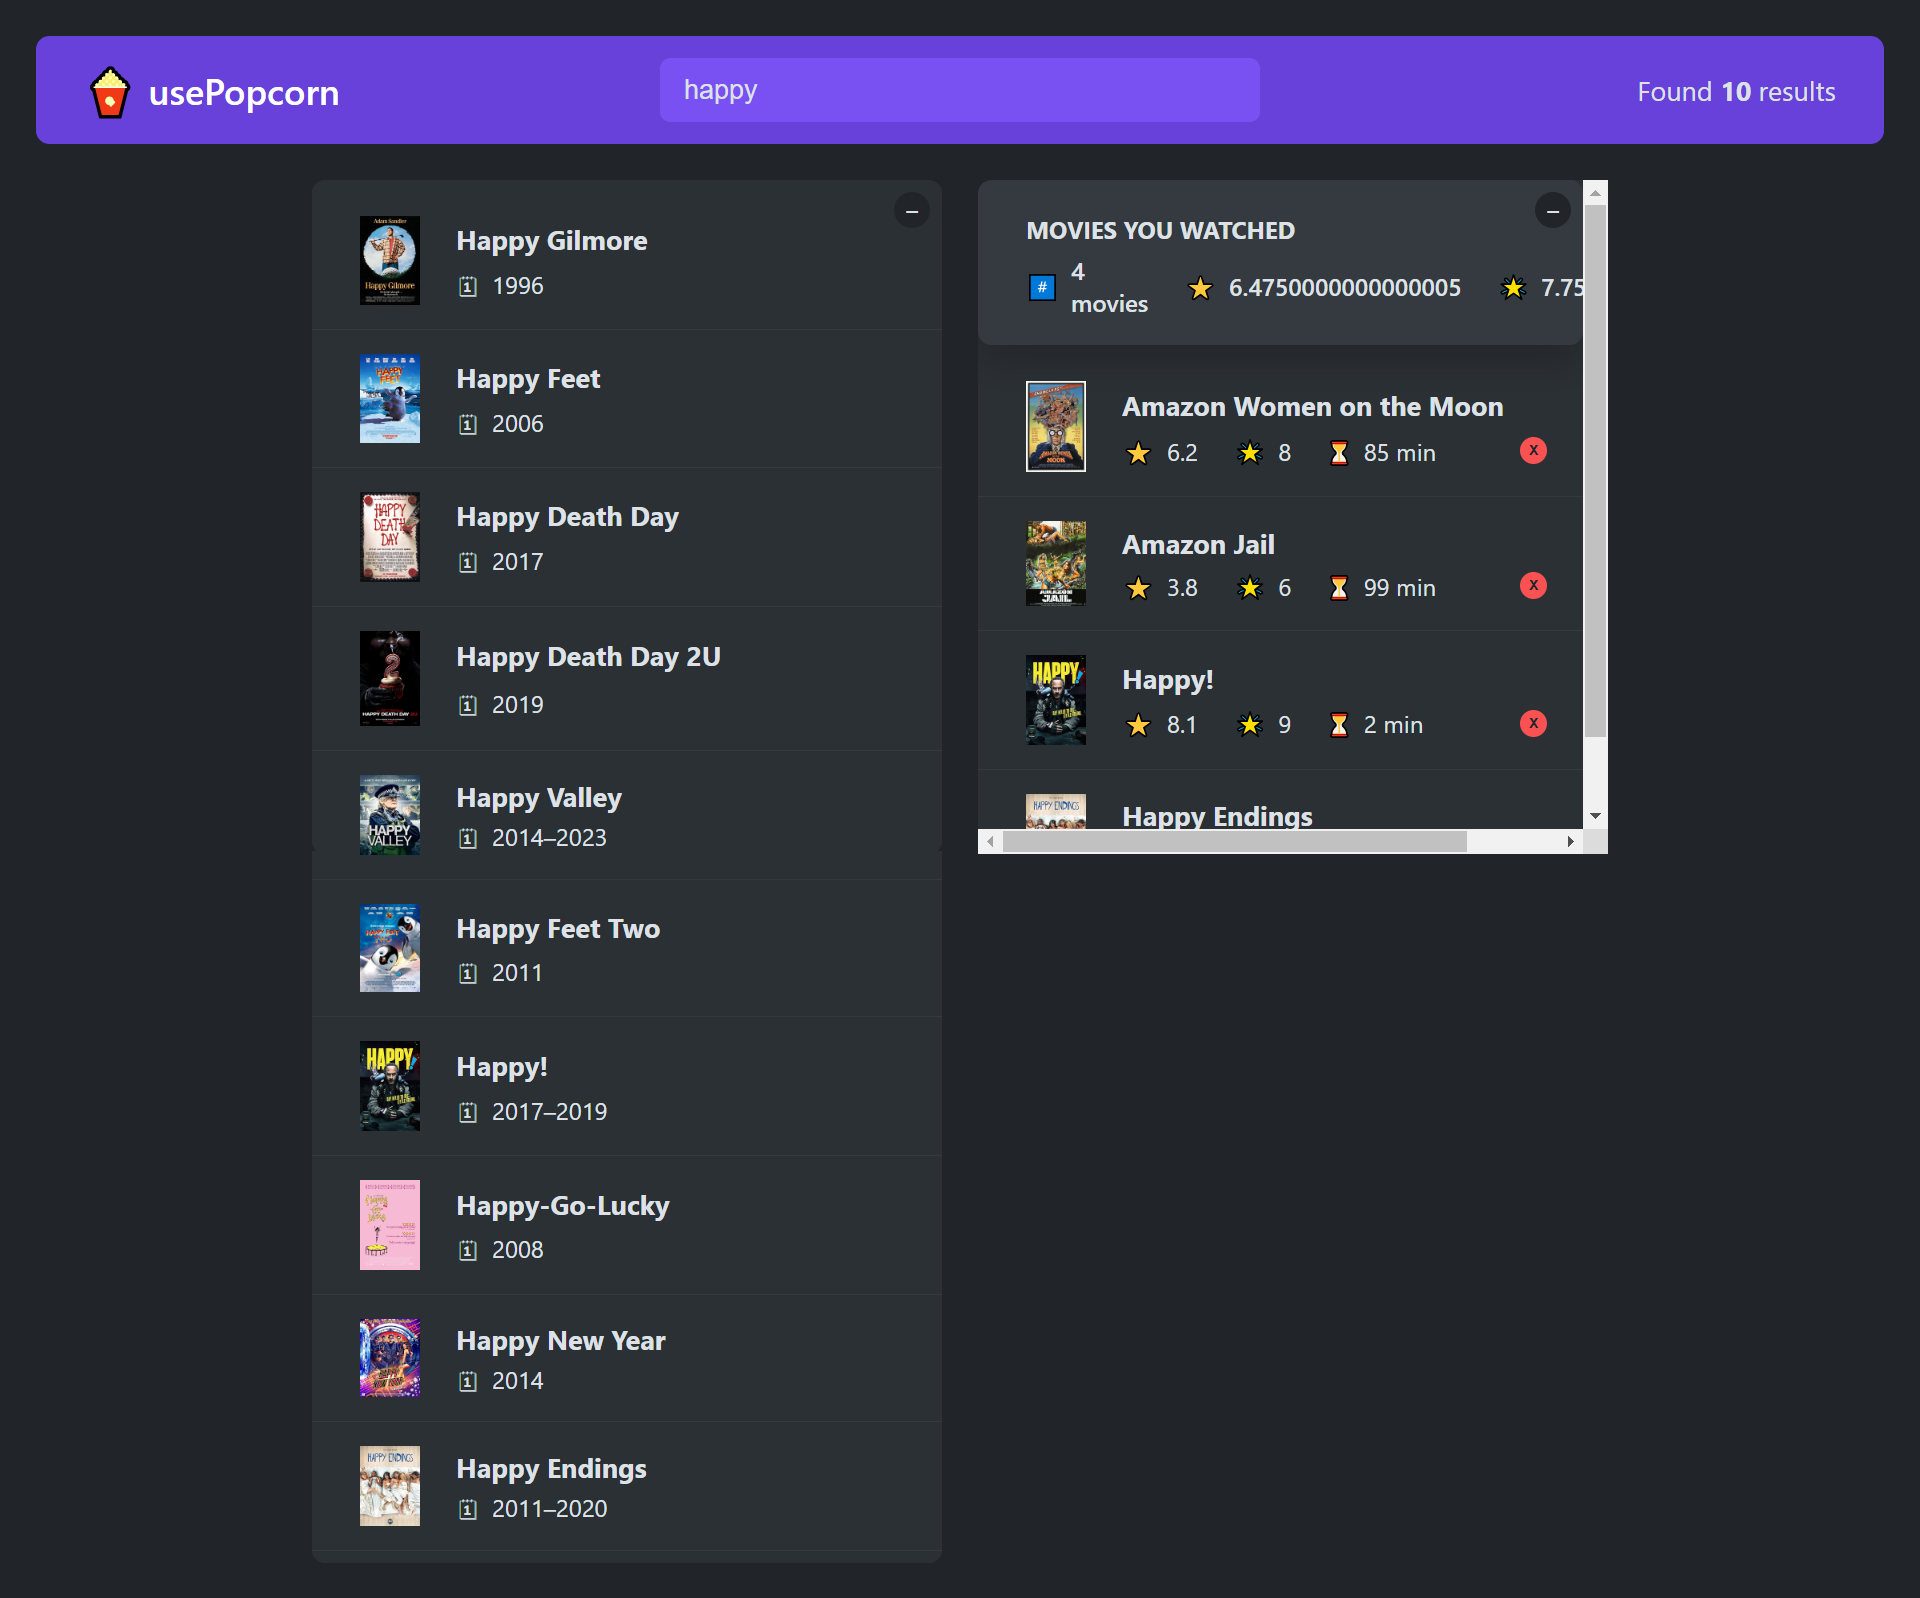 usePopcorn
happy
Found 10 results
Happy Gilmore
1996
Happy Feet
2006
Happy Death Day
2017
Happy Death Day 2U
2019
Happy Valley
2014–2023
Happy Feet Two
2011
Happy!
2017–2019
Happy-Go-Lucky
2008
Happy New Year
2014
Happy Endings
2011–2020
MOVIES YOU WATCHED
# 4 movies 6.4750000000000005 7.75
Amazon Women on the Moon
6.2 8 85 min X
Amazon Jail
3.8 6 99 min X
Happy!
8.1 9 2 min X
Happy Endings